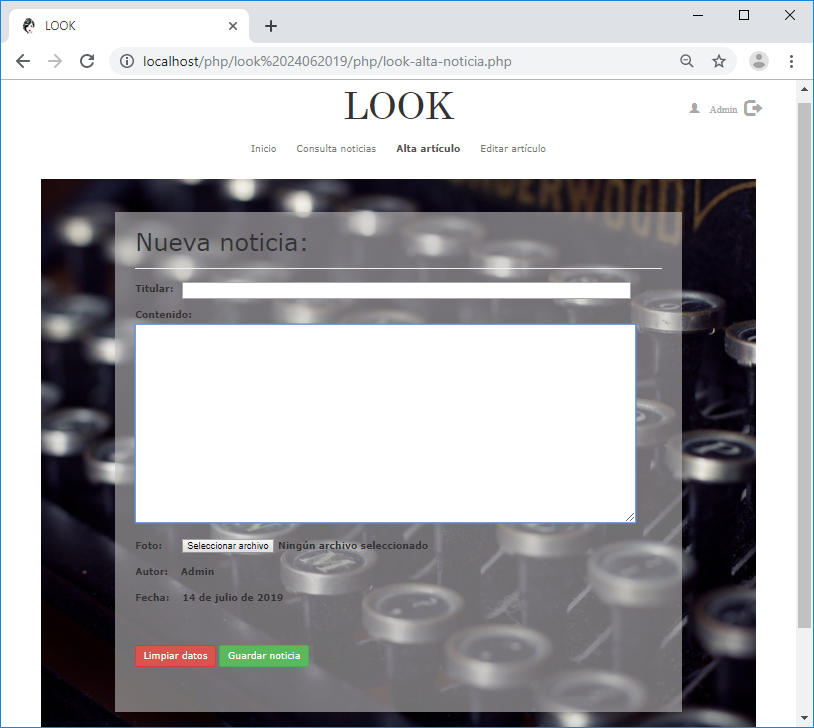 LOOK
localhost/php/look%2024062019/php/look-alta-noticia.php
LOOK
Admin
Inicio Consulta noticias Alta artículo Editar artículo
UNDERWOOD
Nueva noticia:
Titular:
Contenido:
Foto: Seleccionar archivo Ningún archivo seleccionado
Autor: Admin
Fecha: 14 de julio de 2019
Limpiar datos Guardar noticia